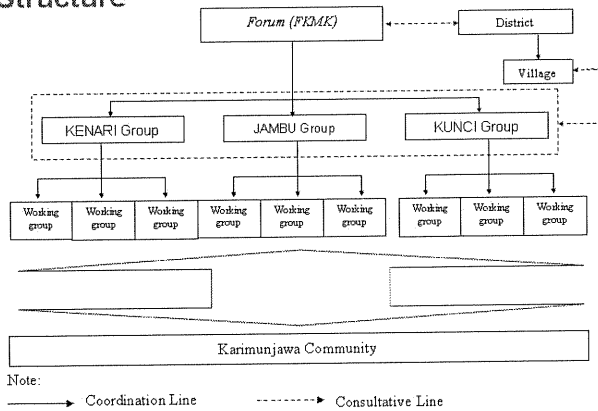 Structure
Forum (FKMK)
District
Village
KENARI Group
JAMBU Group
KUNCI Group
Working group
Working group
Working group
Working group
Working group
Working group
Working group
Working group
Working group
Karimunjawa Community
Note:
Coordination Line
Consultative Line